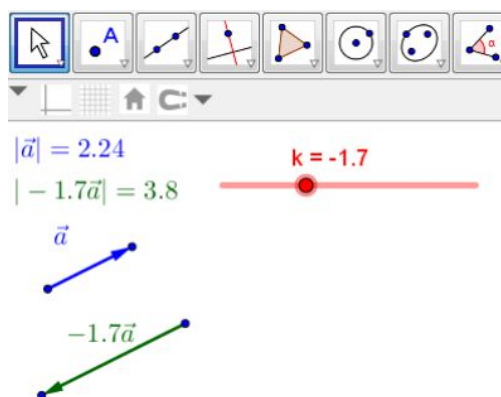 A
α
|a⃗| = 2.24
k = -1.7
|− 1.7a⃗| = 3.8
a⃗
−1.7a⃗